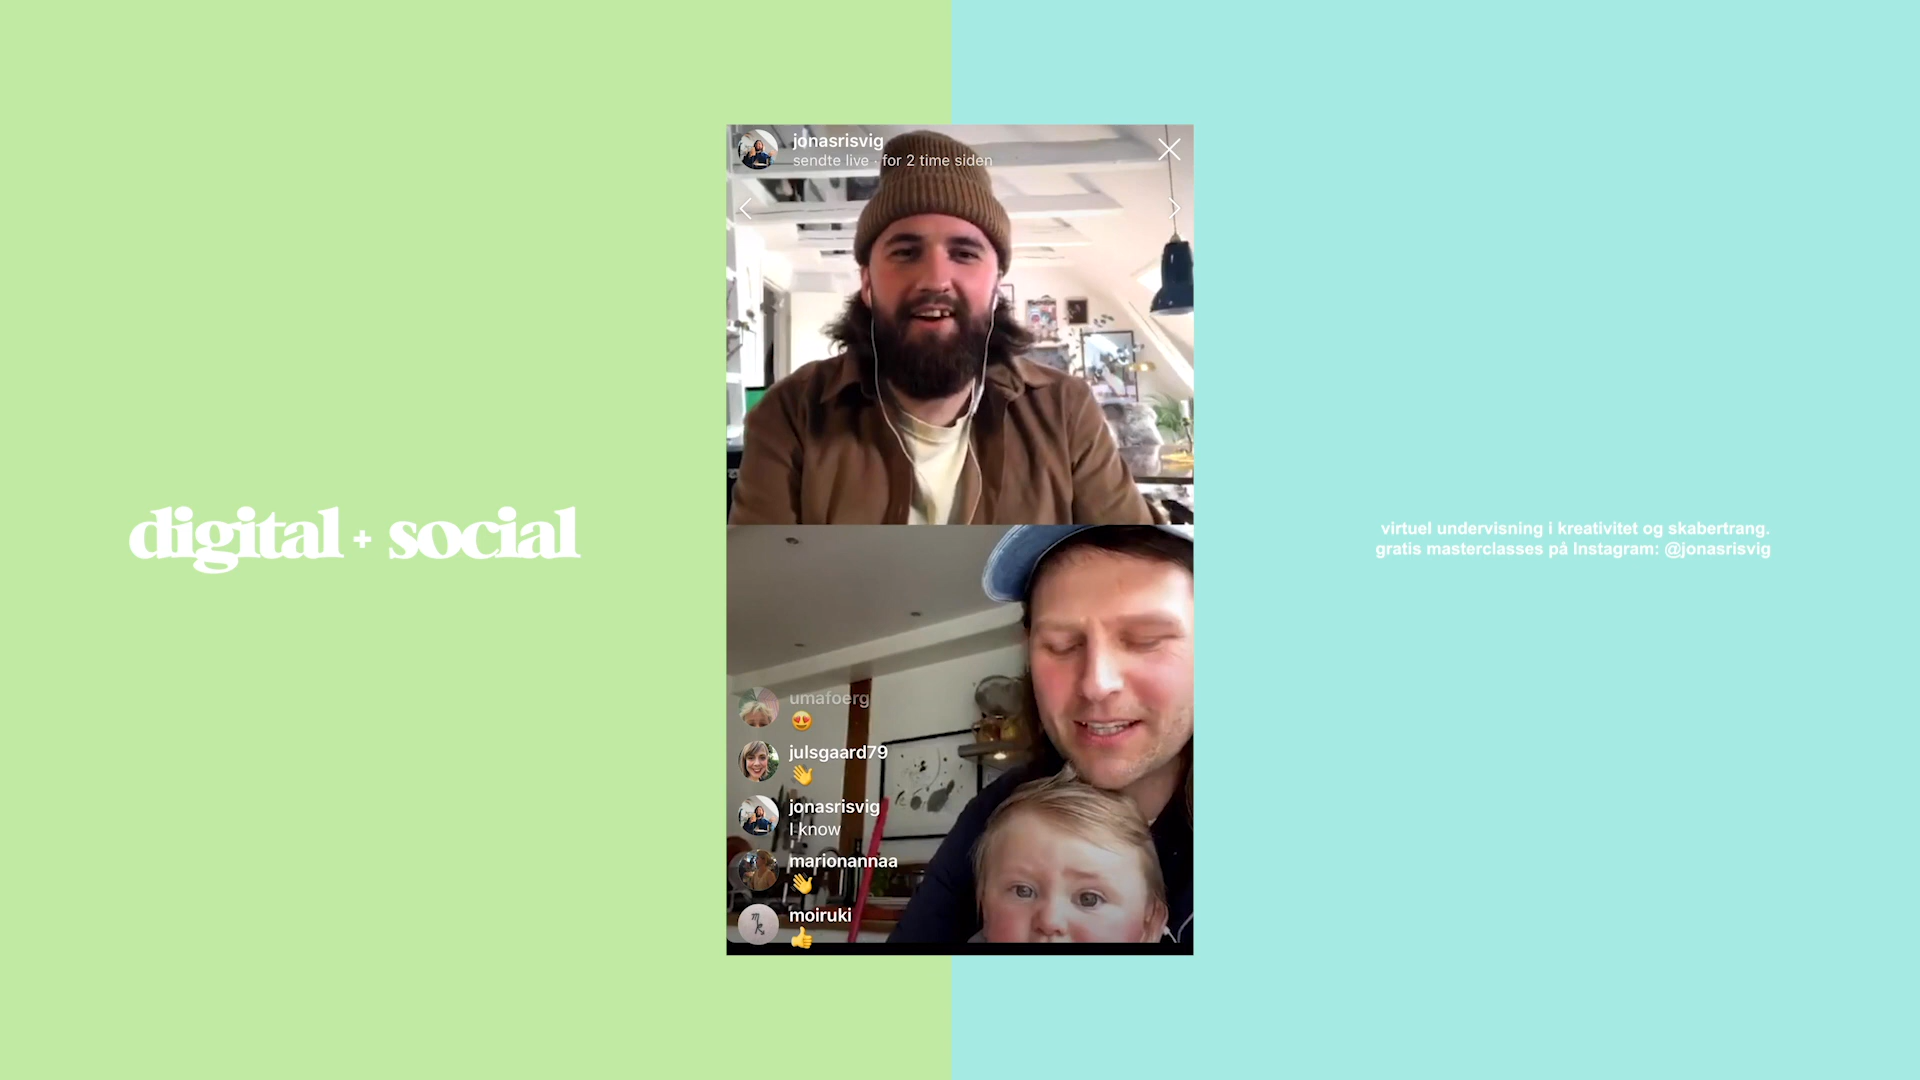 digital + social
jonasrisvig
sendte live · for 2 time siden
umafoerg
😍
julsgaard79
👋
jonasrisvig
I know
marionannaa
👋
moiruki
👍
virtuel undervisning i kreativitet og skabertrang.
gratis masterclasses på Instagram: @jonasrisvig